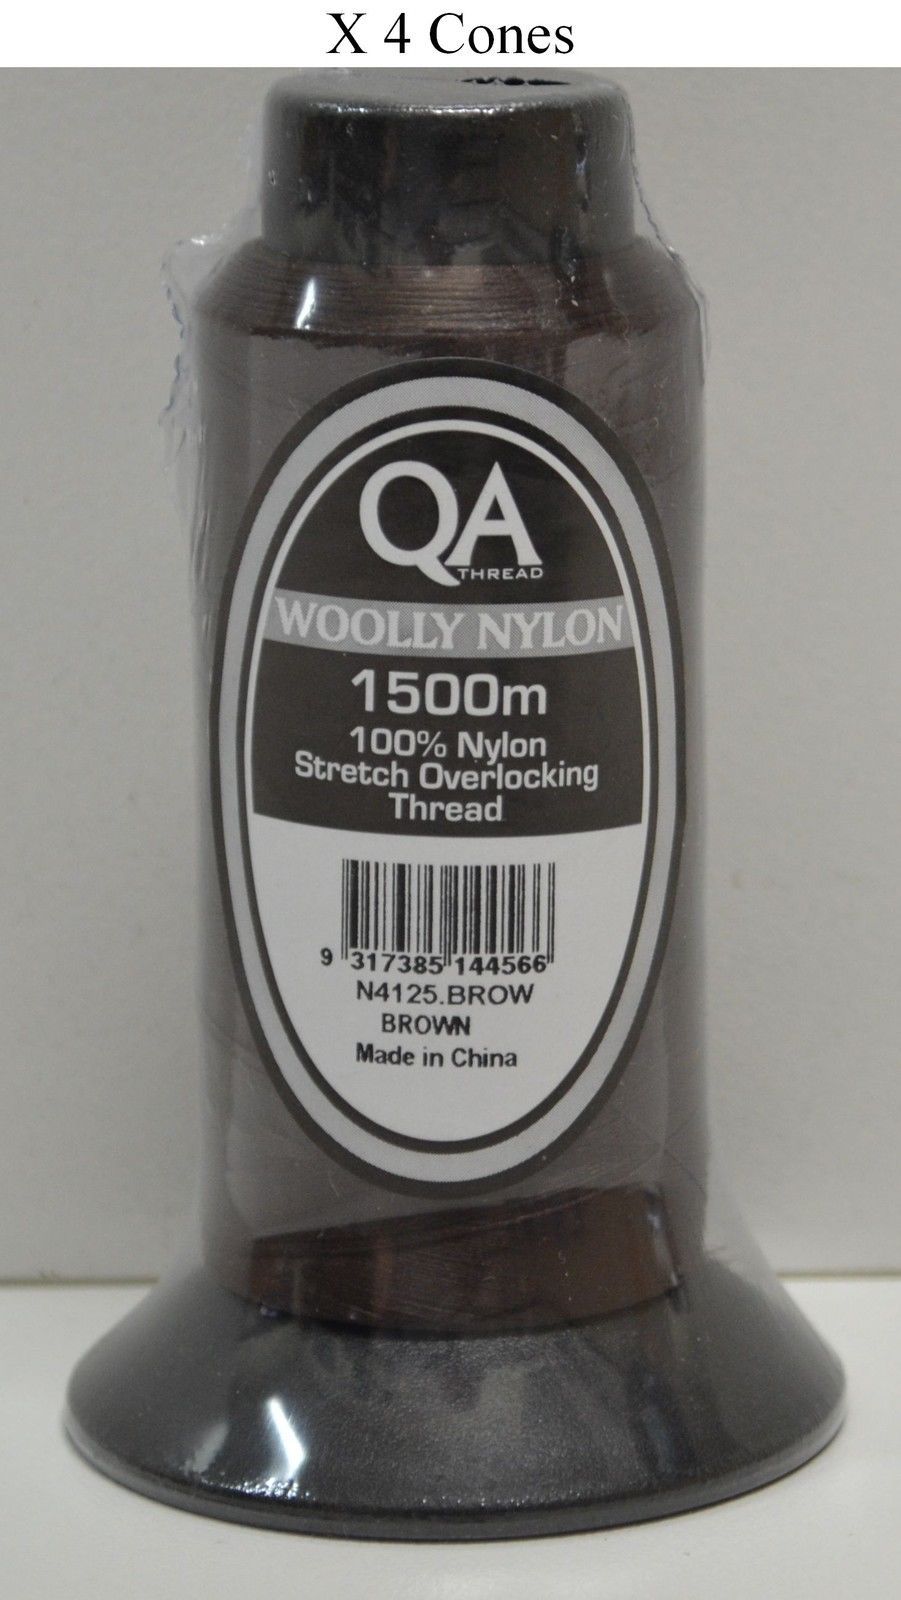 X 4 Cones
QA
THREAD
WOOLLY NYLON
1500m
100% Nylon
Stretch Overlocking
Thread
9 317385 144566
N4125.BROW
BROWN
Made in China